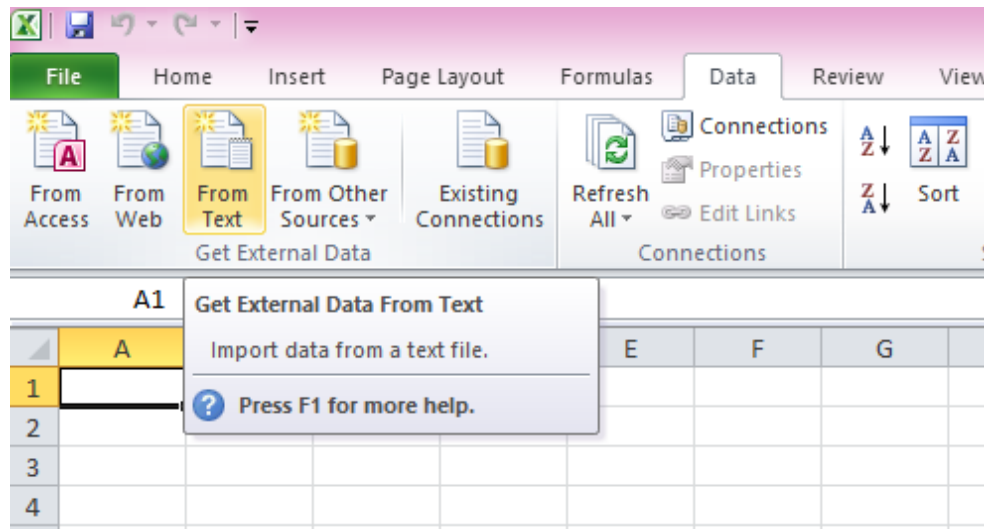 File Home Insert Page Layout Formulas Data Review View
Connections
Properties
Edit Links
From Access
From Web
From Text
From Other Sources
Existing Connections
Refresh All
Sort
Get External Data
Connections
A1
Get External Data From Text
Import data from a text file.
Press F1 for more help.
A E F G
1
2
3
4